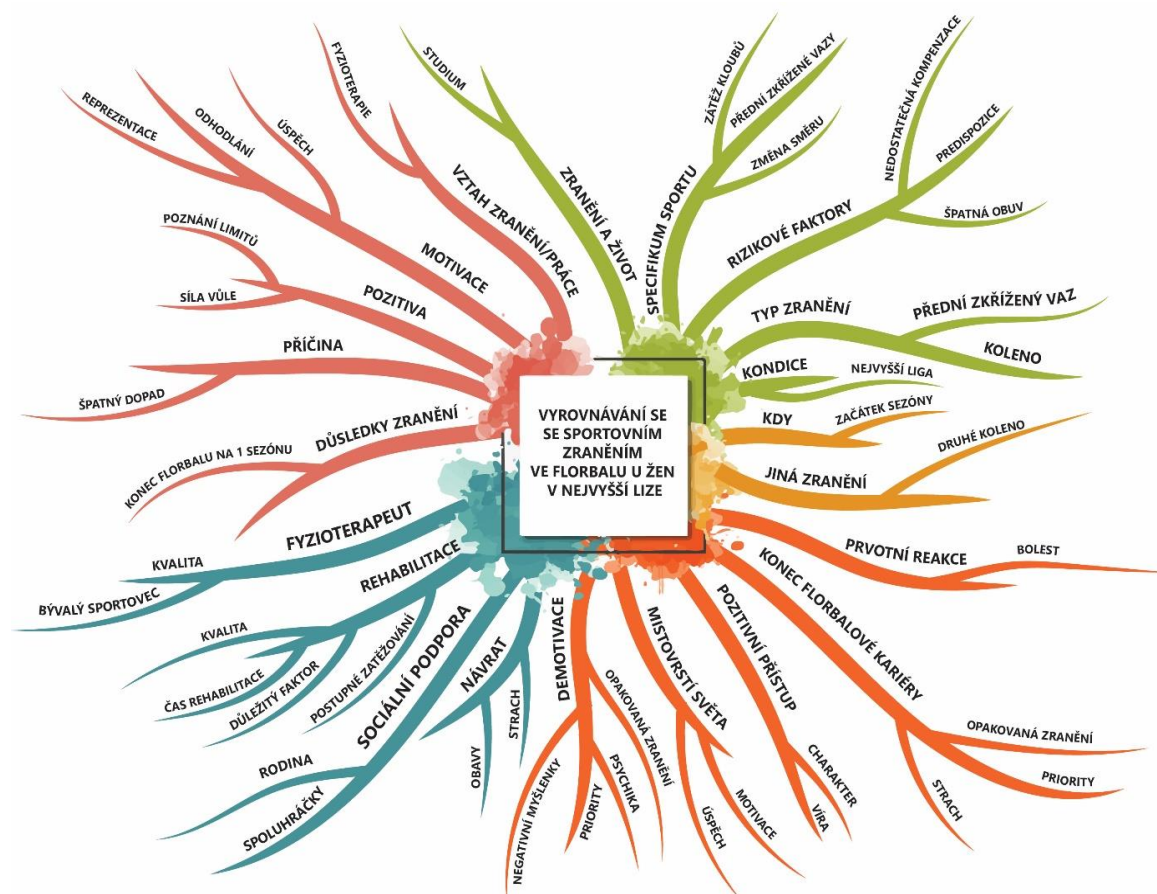 VYROVNÁVÁNÍ SE
SE SPORTOVNÍM
ZRANĚNÍM
VE FLORBALU U ŽEN
V NEJVYŠŠÍ LIZE
ZRANĚNÍ A ŽIVOT
STUDIUM
SPECIFIKUM SPORTU
ZÁTĚŽ KLOUBŮ
PŘEDNÍ ZKŘÍŽENÉ VAZY
ZMĚNA SMĚRU
RIZIKOVÉ FAKTORY
NEDOSTATEČNÁ KOMPENZACE
PREDISPOZICE
ŠPATNÁ OBUV
TYP ZRANĚNÍ
PŘEDNÍ ZKŘÍŽENÝ VAZ
KOLENO
KONDICE
NEJVYŠŠÍ LIGA
KDY
ZAČÁTEK SEZÓNY
JINÁ ZRANĚNÍ
DRUHÉ KOLENO
PRVOTNÍ REAKCE
BOLEST
KONEC FLORBALOVÉ KARIÉRY
OPAKOVANÁ ZRANĚNÍ
PRIORITY
STRACH
POZITIVNÍ PŘÍSTUP
CHARAKTER
VÍRA
MISTOVRSTÍ SVĚTA
MOTIVACE
ÚSPĚCH
DEMOTIVACE
OPAKOVANÁ ZRANĚNÍ
PSYCHIKA
PRIORITY
NEGATIVNÍ MYŠLENKY
NÁVRAT
STRACH
OBAVY
SOCIÁLNÍ PODPORA
RODINA
SPOLUHRÁČKY
REHABILITACE
KVALITA
ČAS REHABILITACE
DŮLEŽITÝ FAKTOR
POSTUPNÉ ZATĚŽOVÁNÍ
FYZIOTERAPEUT
KVALITA
BÝVALÝ SPORTOVEC
DŮSLEDKY ZRANĚNÍ
KONEC FLORBALU NA 1 SEZÓNU
PŘÍČINA
ŠPATNÝ DOPAD
POZITIVA
POZNÁNÍ LIMITŮ
SÍLA VŮLE
MOTIVACE
REPREZENTACE
ODHODLÁNÍ
ÚSPĚCH
VZTAH ZRANĚNÍ/PRÁCE
FYZIOTERAPIE